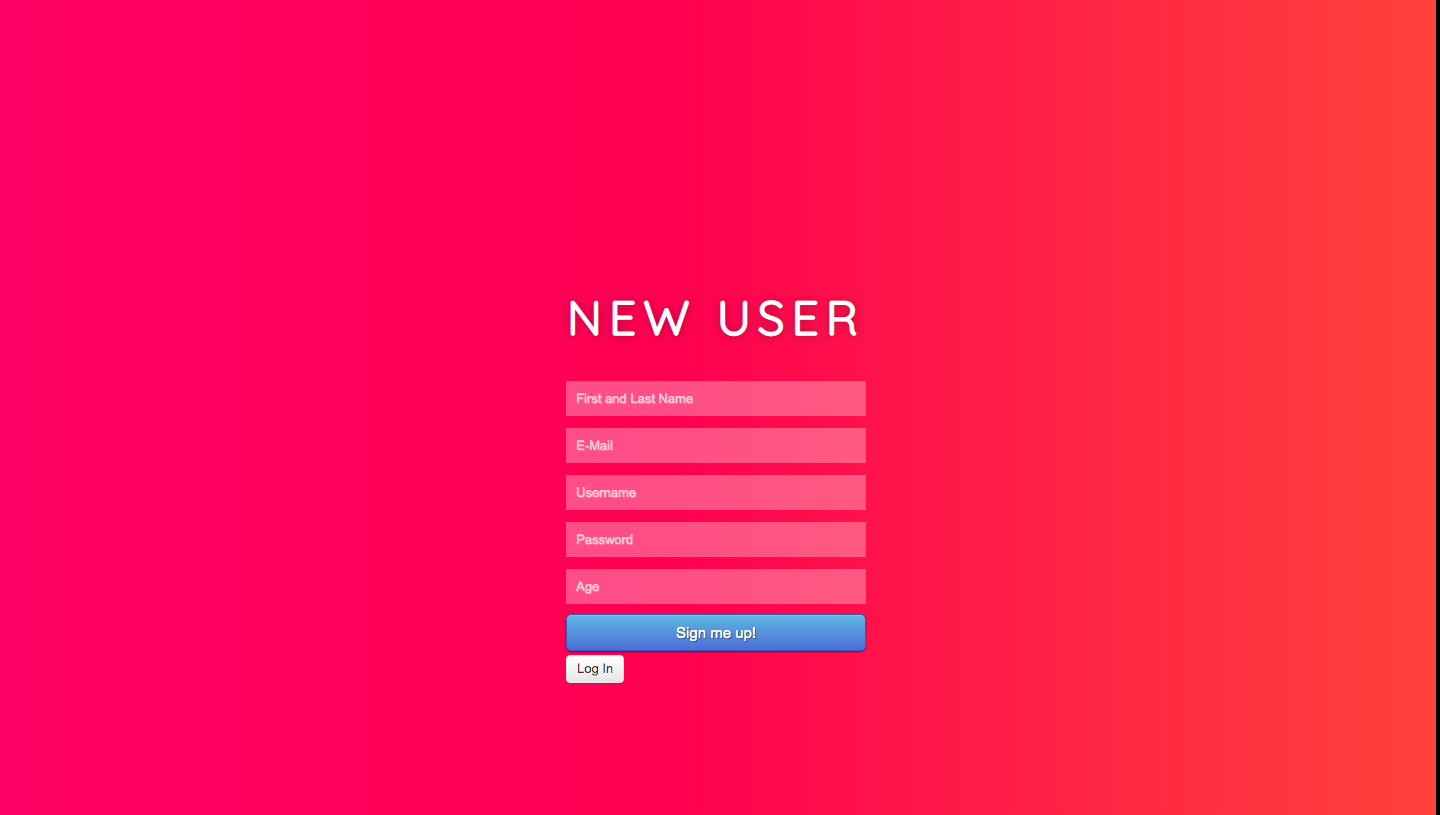 NEW USER
First and Last Name
E-Mail
Username
Password
Age
Sign me up!
Log In